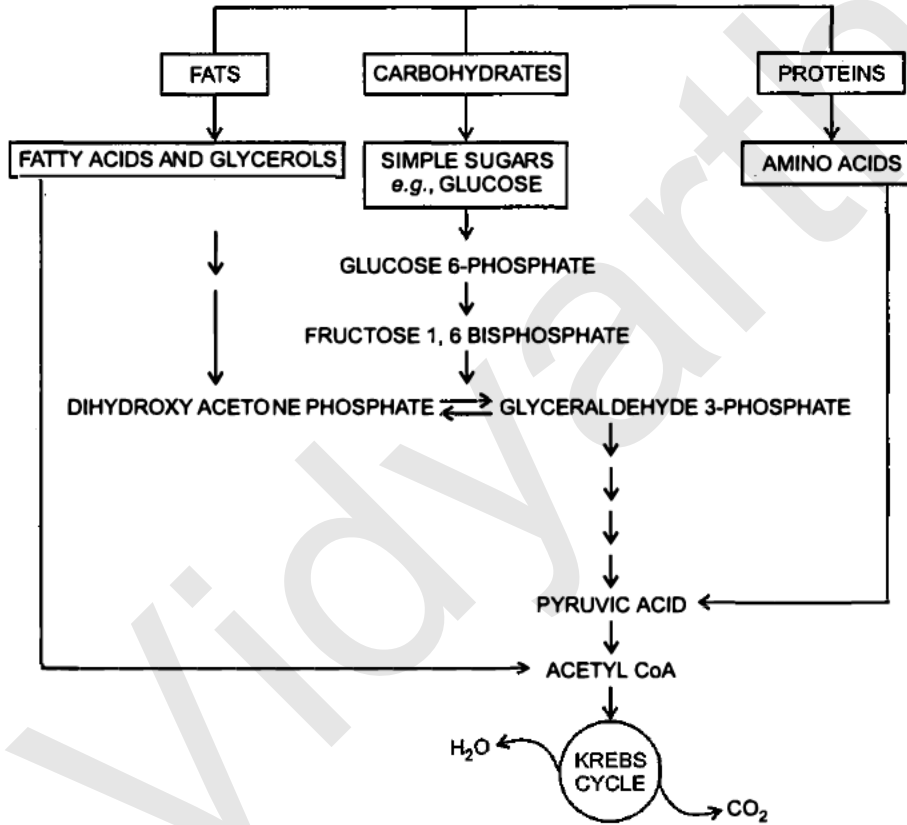 FATS
CARBOHYDRATES
PROTEINS
FATTY ACIDS AND GLYCEROLS
SIMPLE SUGARS
e.g., GLUCOSE
AMINO ACIDS
GLUCOSE 6-PHOSPHATE
FRUCTOSE 1, 6 BISPHOSPHATE
DIHYDROXY ACETONE PHOSPHATE
GLYCERALDEHYDE 3-PHOSPHATE
PYRUVIC ACID
ACETYL CoA
H₂O
KREBS
CYCLE
CO₂
Vidyarth